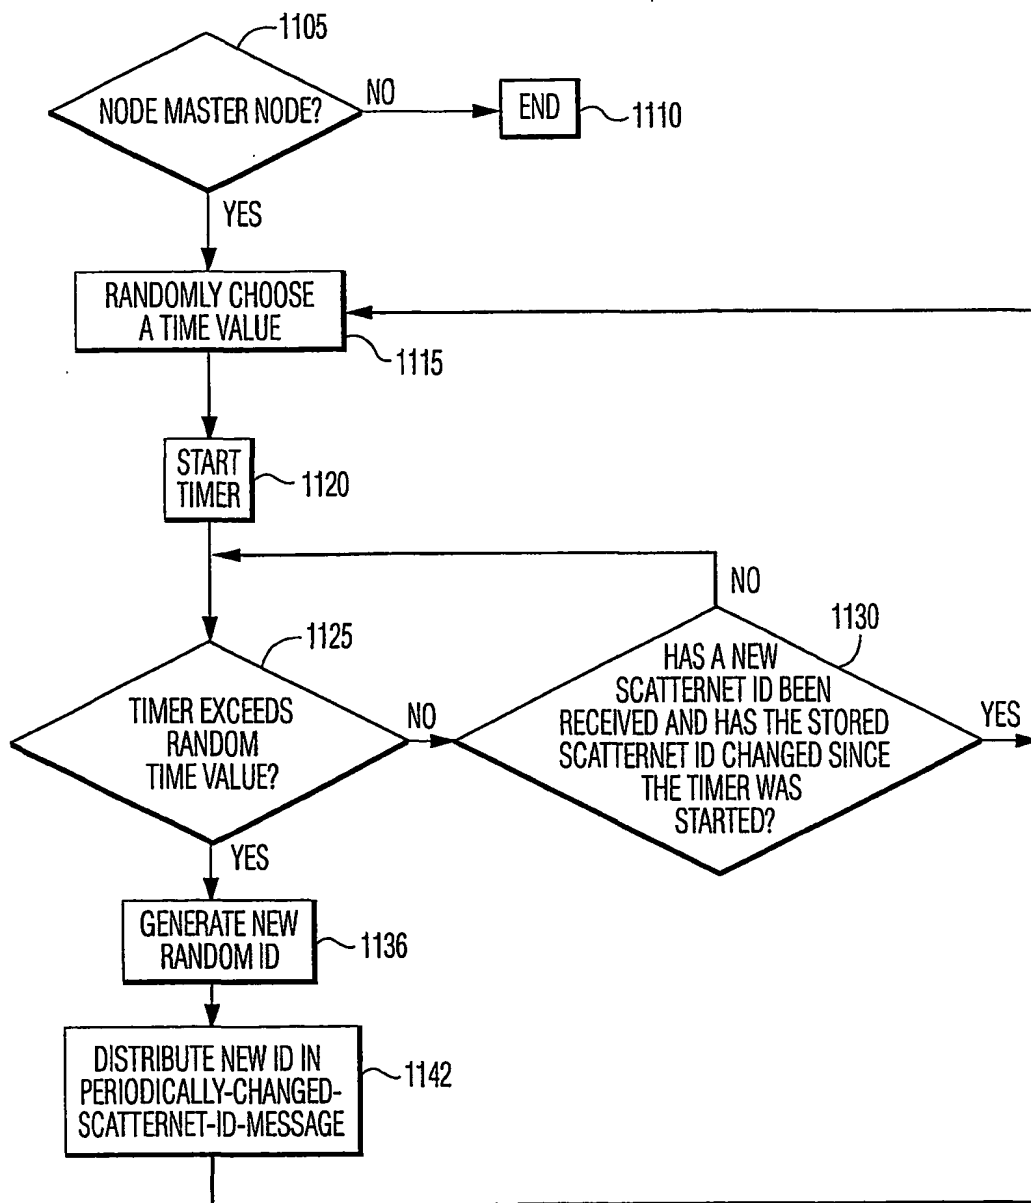 1105
NODE MASTER NODE?
NO
END
1110
YES
RANDOMLY CHOOSE
A TIME VALUE
1115
START
TIMER
1120
NO
1125
1130
TIMER EXCEEDS
RANDOM
TIME VALUE?
NO
HAS A NEW
SCATTERNET ID BEEN
RECEIVED AND HAS THE STORED
SCATTERNET ID CHANGED SINCE
THE TIMER WAS
STARTED?
YES
YES
GENERATE NEW
RANDOM ID
1136
DISTRIBUTE NEW ID IN
PERIODICALLY-CHANGED-
SCATTERNET-ID-MESSAGE
1142